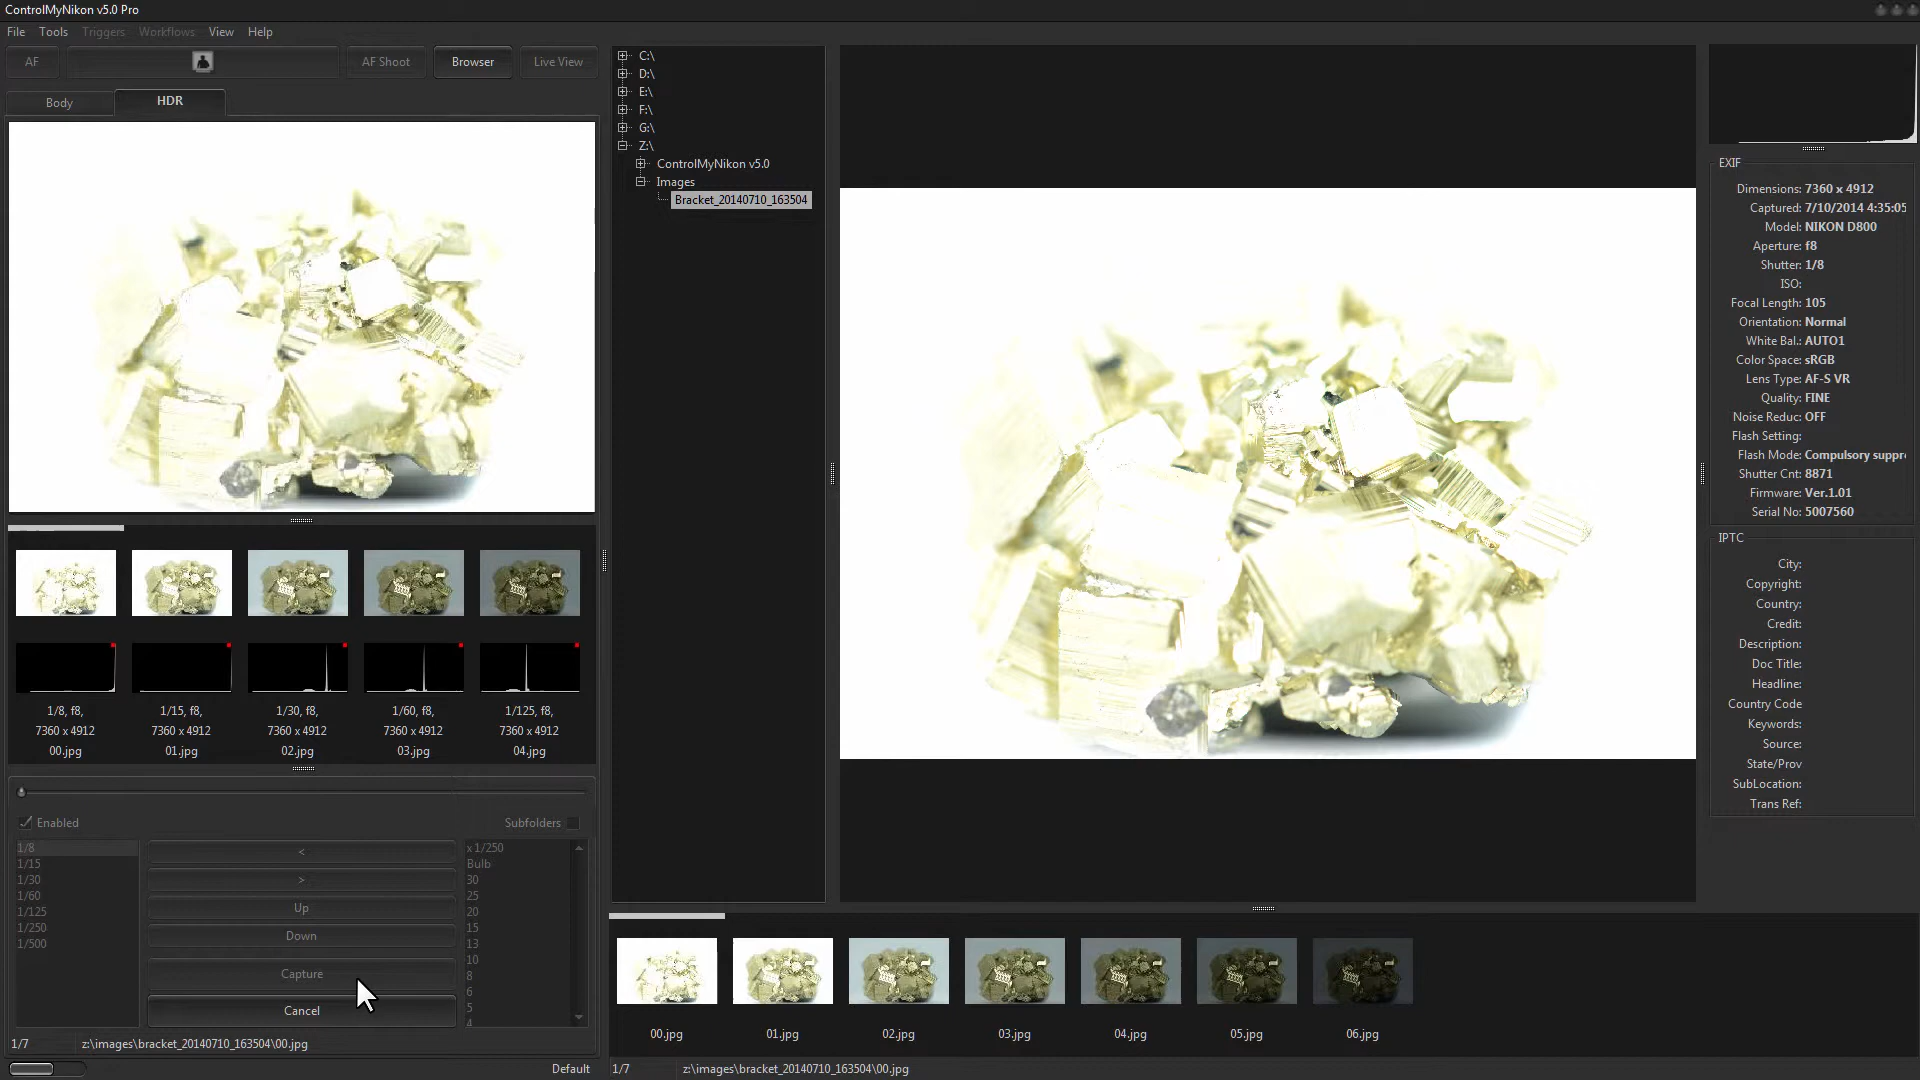 ControlMyNikon v5.0 Pro
File Tools Triggers Workflows View Help
AF AF Shoot Browser Live View
Body HDR
1/8, f8, 1/15, f8, 1/30, f8, 1/60, f8, 1/125, f8,
7360 x 4912 7360 x 4912 7360 x 4912 7360 x 4912 7360 x 4912
00.jpg 01.jpg 02.jpg 03.jpg 04.jpg
Enabled Subfolders
1/8
1/15
1/30
1/60
1/125
1/250
1/500
<
>
Up
Down
Capture
Cancel
x 1/250
Bulb
30
25
20
15
13
10
8
6
5
4
1/7 z:\images\bracket_20140710_163504\00.jpg
Default
C:\
D:\
E:\
F:\
G:\
Z:\
ControlMyNikon v5.0
Images
Bracket_20140710_163504
00.jpg 01.jpg 02.jpg 03.jpg 04.jpg 05.jpg 06.jpg
1/7 z:\images\bracket_20140710_163504\00.jpg
EXIF
Dimensions: 7360 x 4912
Captured: 7/10/2014 4:35:05
Model: NIKON D800
Aperture: f8
Shutter: 1/8
ISO:
Focal Length: 105
Orientation: Normal
White Bal.: AUTO1
Color Space: sRGB
Lens Type: AF-S VR
Quality: FINE
Noise Reduc: OFF
Flash Setting:
Flash Mode: Compulsory suppr
Shutter Cnt: 8871
Firmware: Ver.1.01
Serial No: 5007560
IPTC
City:
Copyright:
Country:
Credit:
Description:
Doc Title:
Headline:
Country Code
Keywords:
Source:
State/Prov
SubLocation:
Trans Ref: